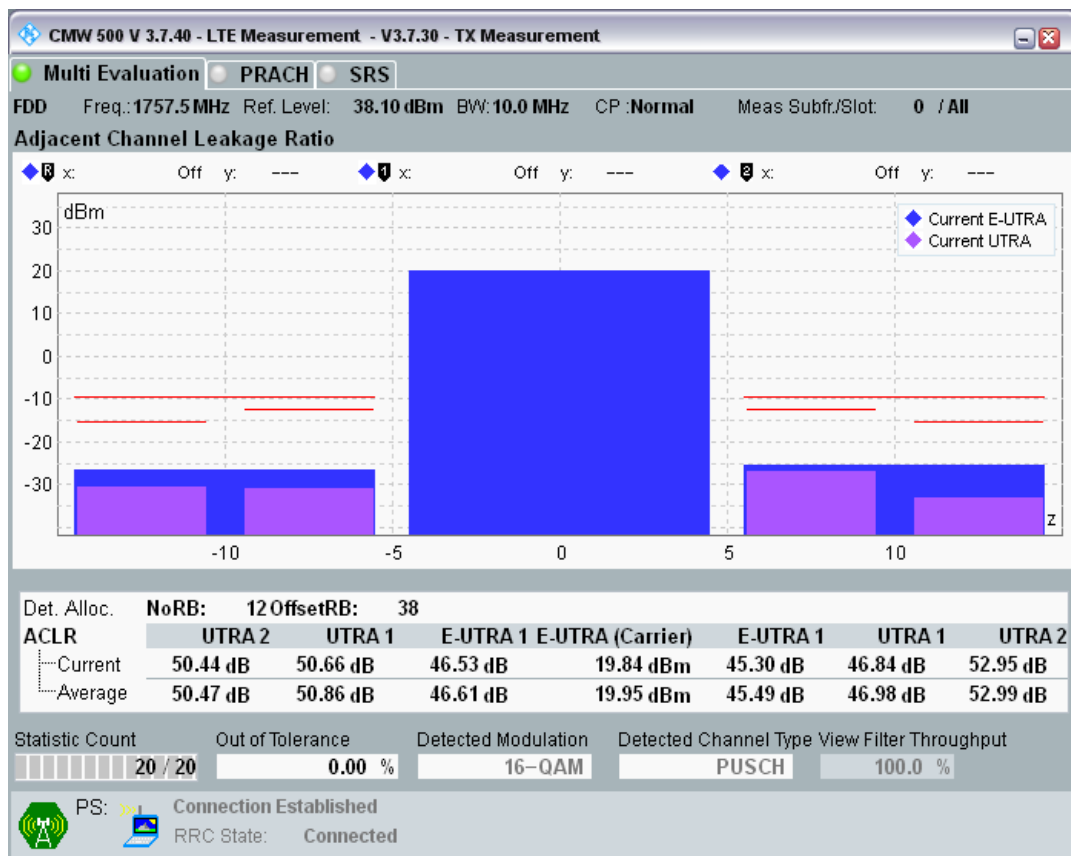 CMW 500 V 3.7.40 - LTE Measurement - V3.7.30 - TX Measurement
Multi Evaluation PRACH SRS
FDD Freq.: 1757.5 MHz Ref. Level: 38.10 dBm BW: 10.0 MHz CP :Normal Meas Subfr./Slot: 0 / All
Adjacent Channel Leakage Ratio
R x: Off y: --- 1 x: Off y: --- 2 x: Off y: ---
dBm
Current E-UTRA
Current UTRA
30
20
10
0
-10
-20
-30
z
-10 -5 0 5 10
Det. Alloc. NoRB: 12 OffsetRB: 38
ACLR UTRA 2 UTRA 1 E-UTRA 1 E-UTRA (Carrier) E-UTRA 1 UTRA 1 UTRA 2
Current 50.44 dB 50.66 dB 46.53 dB 19.84 dBm 45.30 dB 46.84 dB 52.95 dB
Average 50.47 dB 50.86 dB 46.61 dB 19.95 dBm 45.49 dB 46.98 dB 52.99 dB
Statistic Count Out of Tolerance Detected Modulation Detected Channel Type View Filter Throughput
20 / 20 0.00 % 16-QAM PUSCH 100.0 %
PS: Connection Established
RRC State: Connected